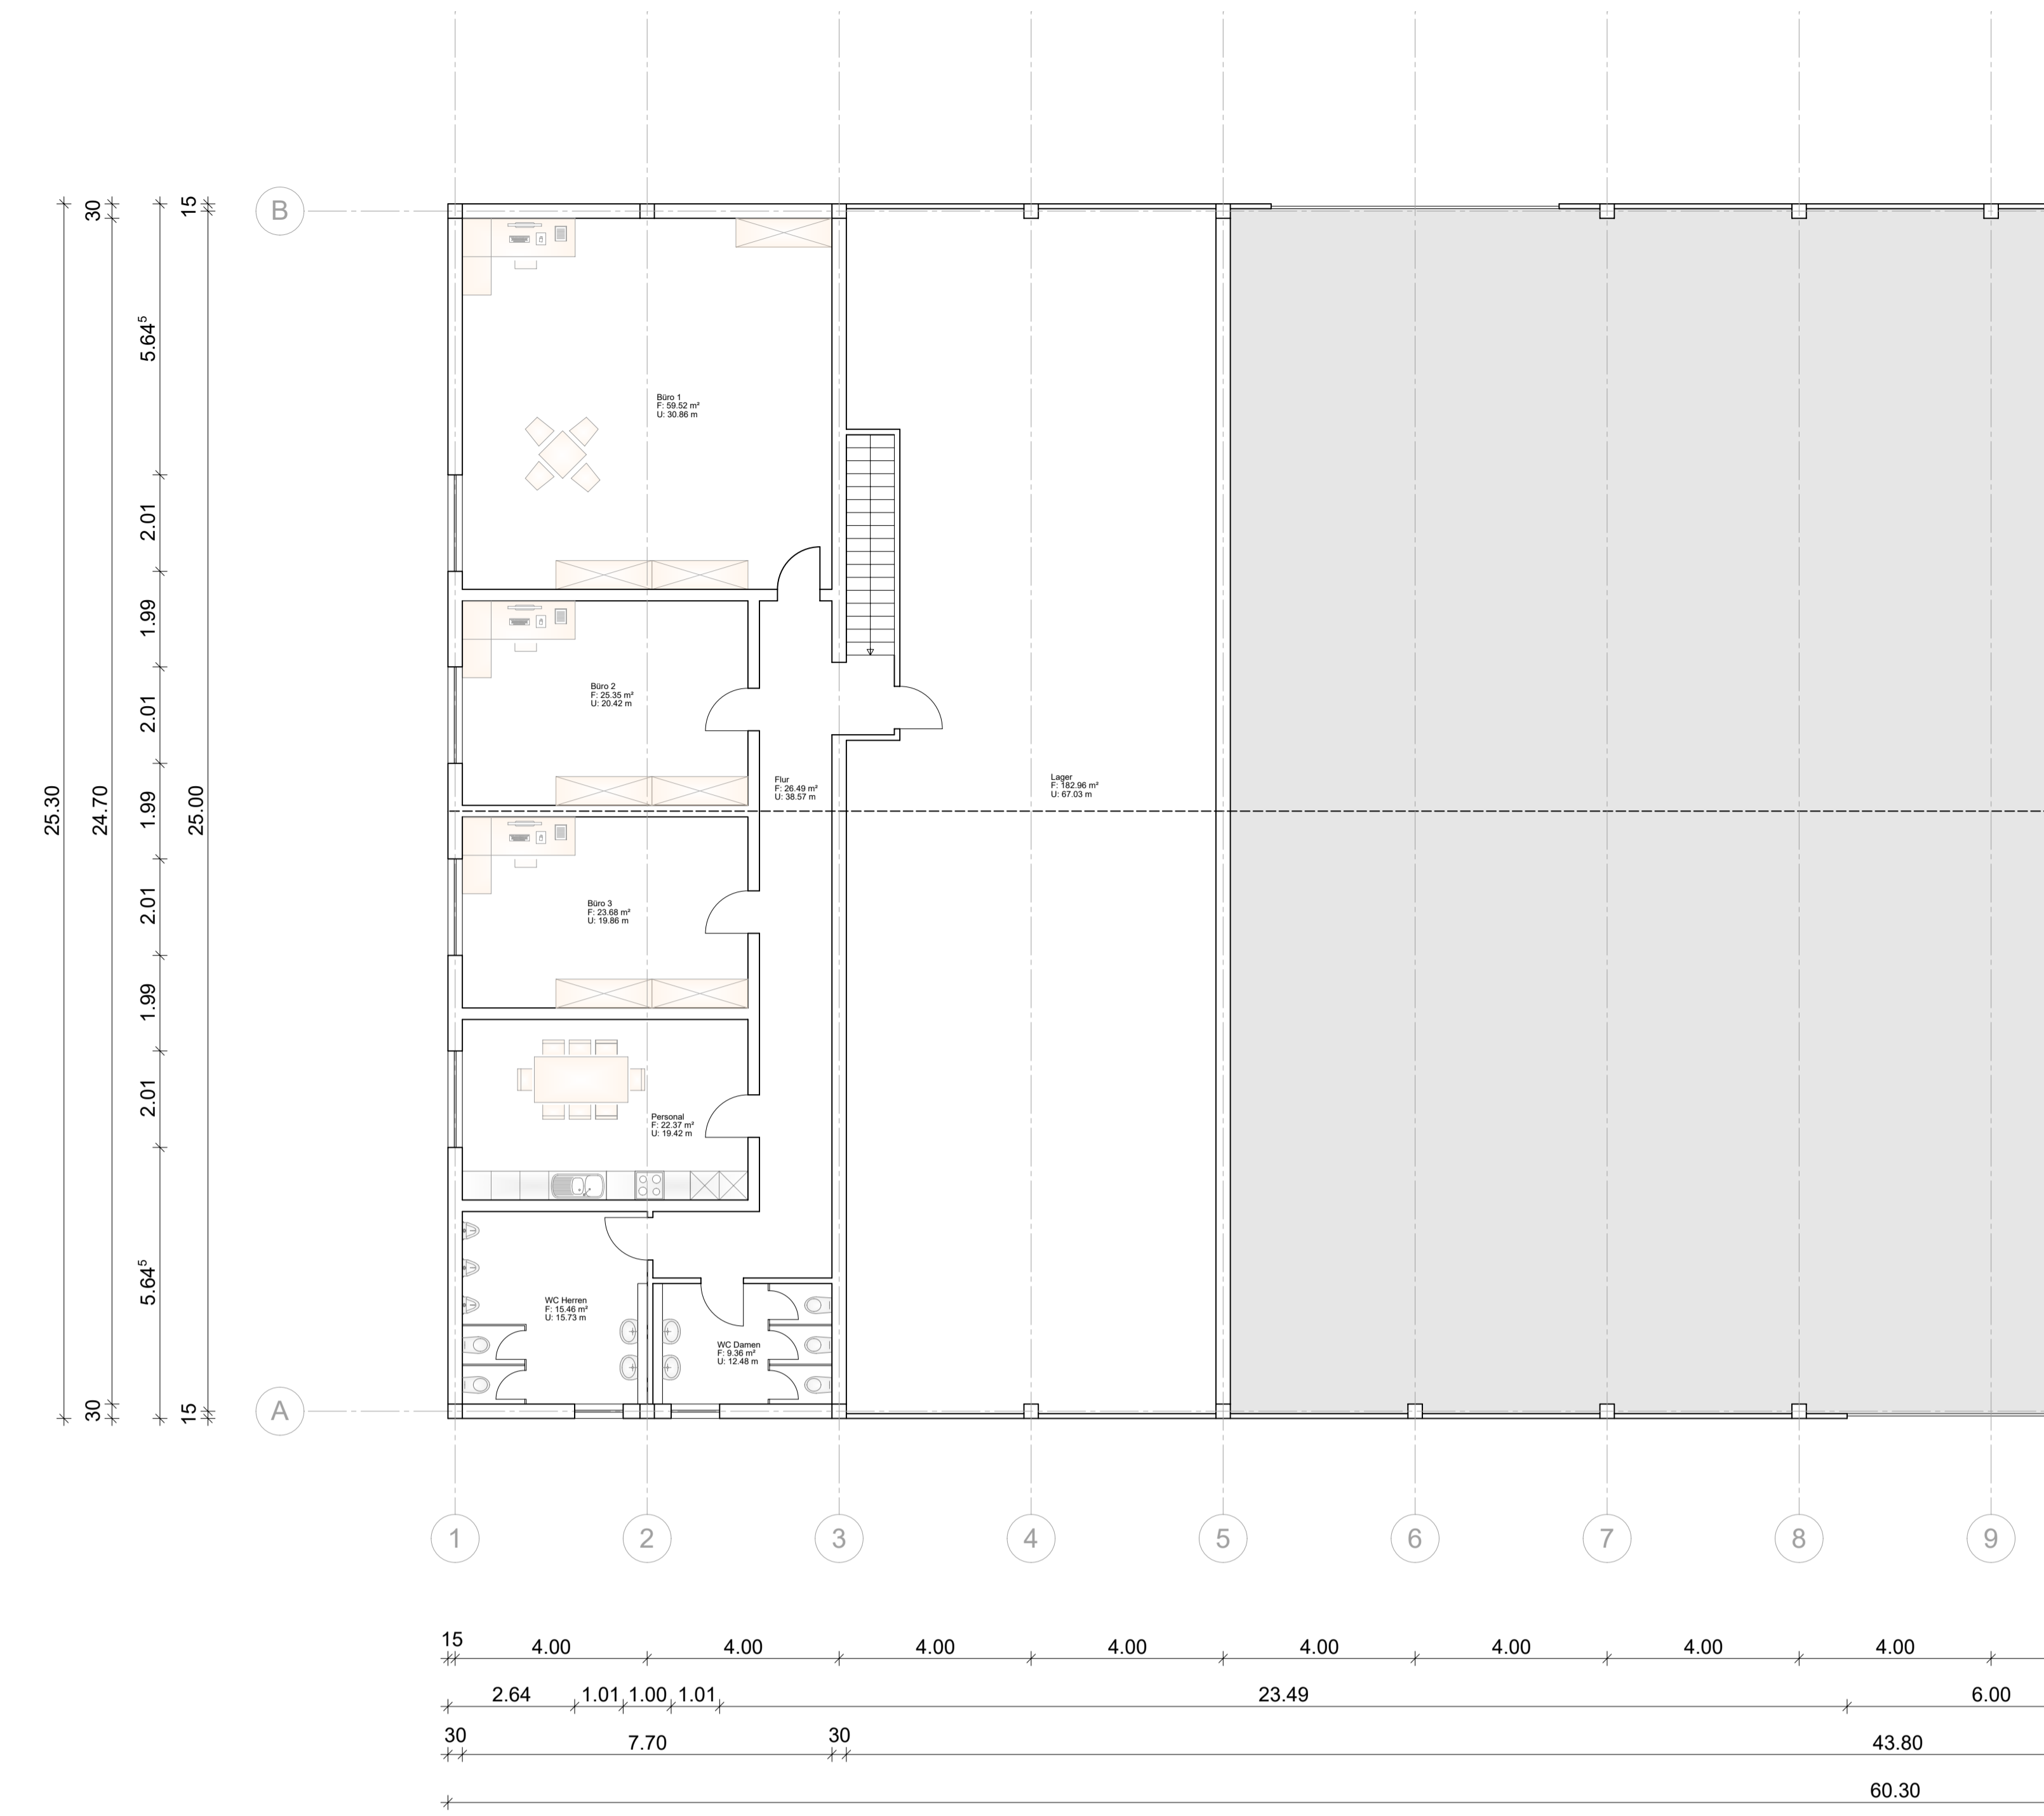 B
30
15
5.64⁵
2.01
1.99
2.01
1.99
2.01
1.99
2.01
5.64⁵
25.30
24.70
25.00
30
15
A
Büro 1
F: 59.52 m²
U: 30.86 m
Büro 2
F: 25.35 m²
U: 20.42 m
Flur
F: 26.49 m²
U: 38.57 m
Lager
F: 182.96 m²
U: 67.03 m
Büro 3
F: 23.68 m²
U: 19.86 m
Personal
F: 22.37 m²
U: 19.42 m
WC Herren
F: 15.46 m²
U: 15.73 m
WC Damen
F: 9.36 m²
U: 12.48 m
1 2 3 4 5 6 7 8 9
15 4.00 4.00 4.00 4.00 4.00 4.00 4.00 4.00
2.64 1.01 1.00 1.01 23.49 6.00
30 7.70 30 43.80
60.30